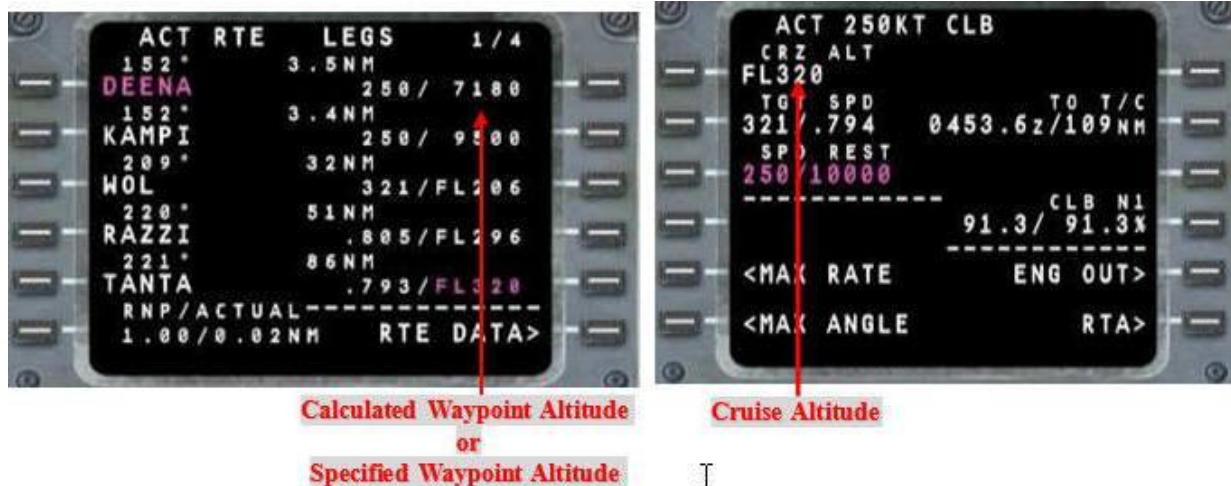 ACT RTE LEGS 1/4
152° 3.5NM
DEENA 250/ 7180
152° 3.4NM
KAMPI 250/ 9500
209° 32NM
WOL 321/FL206
220° 51NM
RAZZI .805/FL296
221° 86NM
TANTA .793/FL320
RNP/ACTUAL--------------
1.00/0.02NM RTE DATA>
ACT 250KT CLB
CRZ ALT
FL320
TGT SPD TO T/C
321/.794 0453.6z/109NM
SPD REST
250/10000
------------
CLB N1
91.3/ 91.3%
------------
<MAX RATE ENG OUT>
<MAX ANGLE RTA>
Calculated Waypoint Altitude
or
Specified Waypoint Altitude
Cruise Altitude